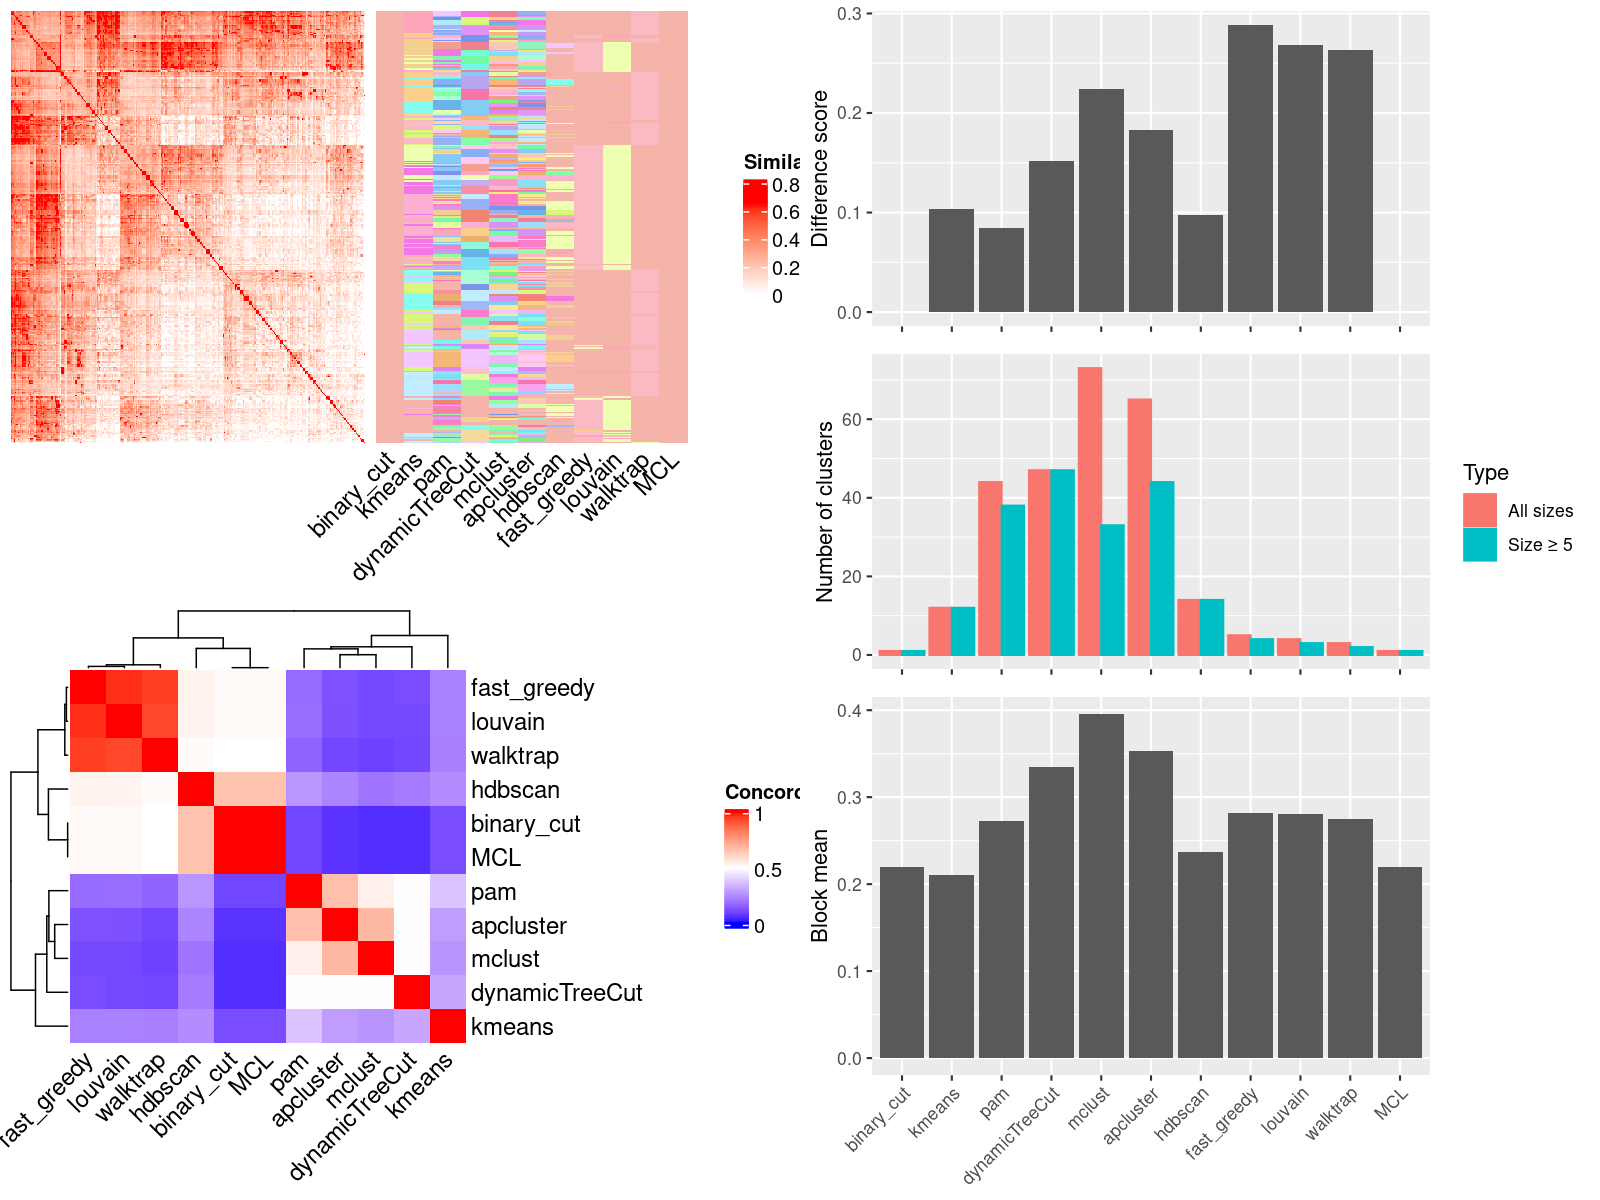 Simila
0.8
0.6
0.4
0.2
0
binary_cut
kmeans
pam
dynamicTreeCut
mclust
apcluster
hdbscan
fast_greedy
louvain
walktrap
MCL
fast_greedy
louvain
walktrap
hdbscan
binary_cut
MCL
pam
apcluster
mclust
dynamicTreeCut
kmeans
fast_greedy
louvain
walktrap
hdbscan
binary_cut
MCL
pam
apcluster
mclust
dynamicTreeCut
kmeans
Concord
1
0.5
0
Difference score
0.3
0.2
0.1
0.0
Number of clusters
60
40
20
0
Type
All sizes
Size ≥ 5
Block mean
0.4
0.3
0.2
0.1
0.0
binary_cut
kmeans
pam
dynamicTreeCut
mclust
apcluster
hdbscan
fast_greedy
louvain
walktrap
MCL